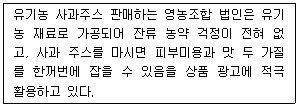 유기농 사과주스 판매하는 영농조합 법인은 유기
농 재료로 가공되어 잔류 농약 걱정이 전혀 없
고, 사과 주스를 마시면 피부미용과 맛 두 가질
를 한꺼번에 잡을 수 있음을 상품 광고에 적극
활용하고 있다.